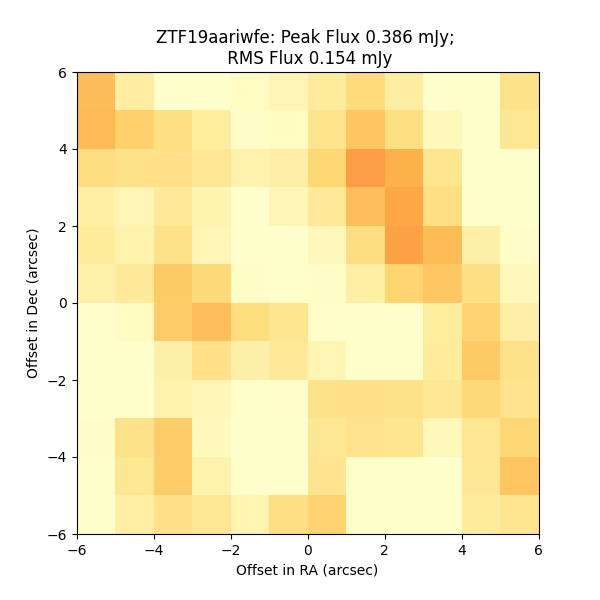 ZTF19aariwfe: Peak Flux 0.386 mJy;
RMS Flux 0.154 mJy
6
4
2
0
−2
−4
−6
Offset in Dec (arcsec)
−6 −4 −2 0 2 4 6
Offset in RA (arcsec)